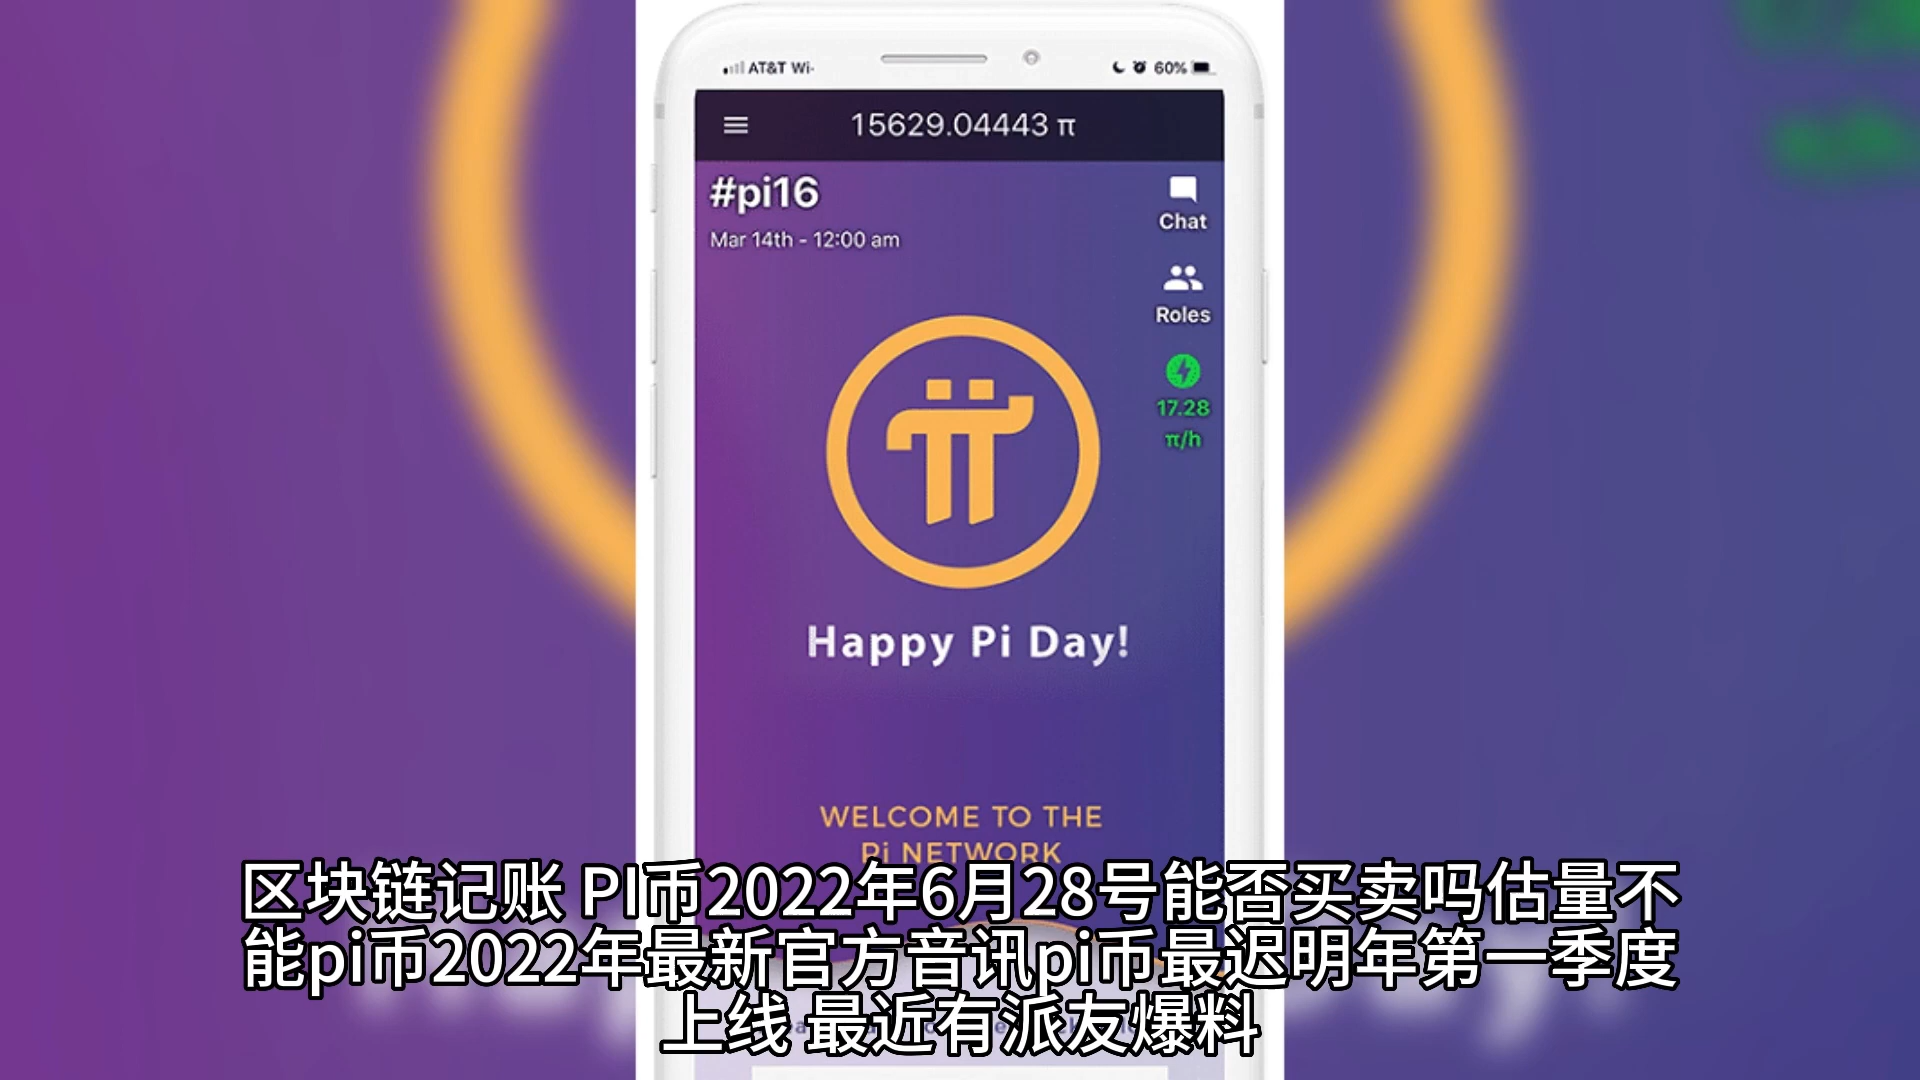 AT&T Wi-
60%
15629.04443 π
#pi16
Mar 14th - 12:00 am
Chat
Roles
17.28
π/h
Happy Pi Day!
WELCOME TO THE
Pi NETWORK
区块链记账 PI币2022年6月28号能否买卖吗估量不
能pi币2022年最新官方音讯pi币最迟明年第一季度
上线 最近有派友爆料